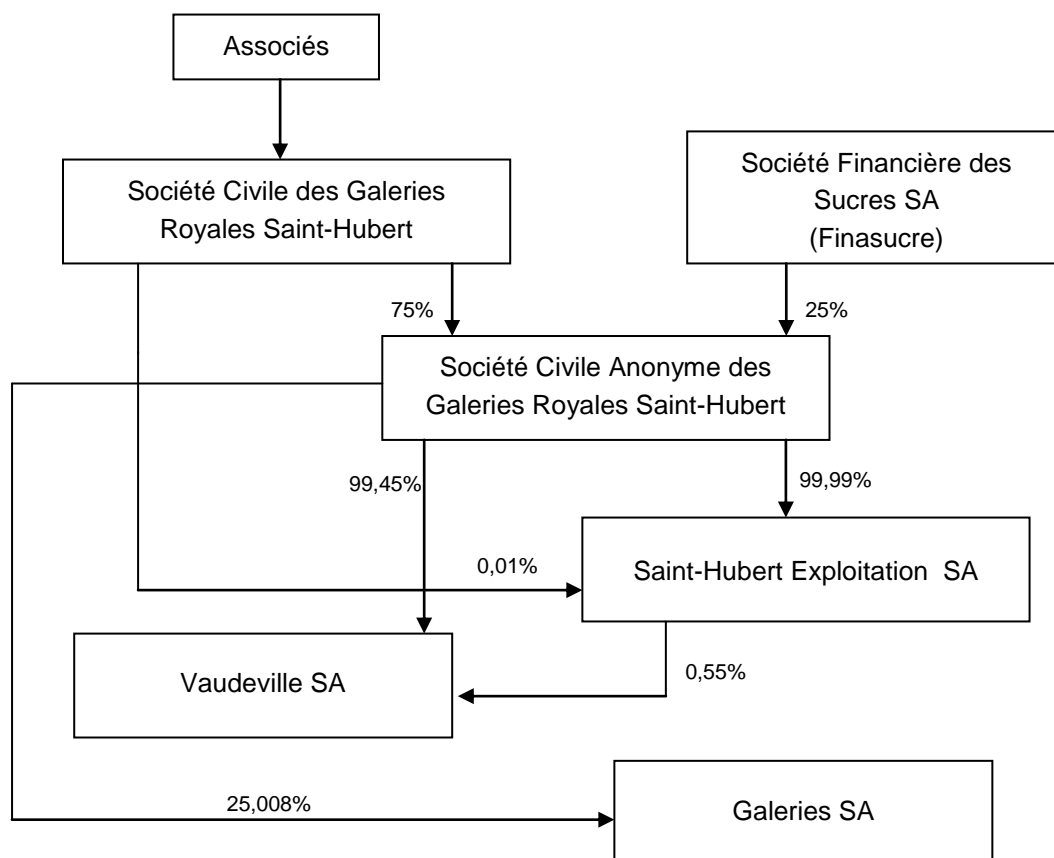 Associés
Société Civile des Galeries
Royales Saint-Hubert
Société Financière des
Sucres SA
(Finasucre)
75%
25%
Société Civile Anonyme des
Galeries Royales Saint-Hubert
99,45%
99,99%
0,01%
Saint-Hubert Exploitation SA
Vaudeville SA
0,55%
25,008%
Galeries SA